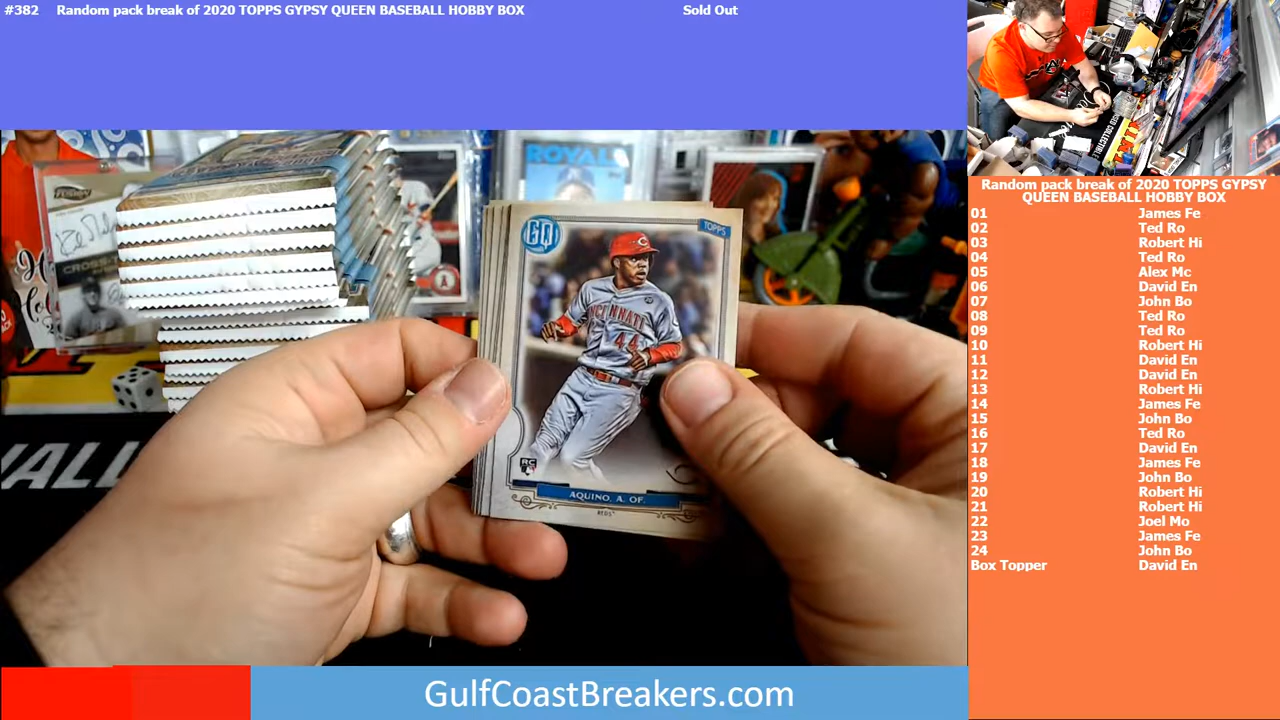 #382 Random pack break of 2020 TOPPS GYPSY QUEEN BASEBALL HOBBY BOX Sold Out
ROYALS
GQ
TOPPS
CINCINNATI
44
RC
AQUINO, A. OF.
REDS
Random pack break of 2020 TOPPS GYPSY
QUEEN BASEBALL HOBBY BOX
01 James Fe
02 Ted Ro
03 Robert Hi
04 Ted Ro
05 Alex Mc
06 David En
07 John Bo
08 Ted Ro
09 Ted Ro
10 Robert Hi
11 David En
12 David En
13 Robert Hi
14 James Fe
15 John Bo
16 Ted Ro
17 David En
18 James Fe
19 John Bo
20 Robert Hi
21 Robert Hi
22 Joel Mo
23 James Fe
24 John Bo
Box Topper David En
GulfCoastBreakers.com